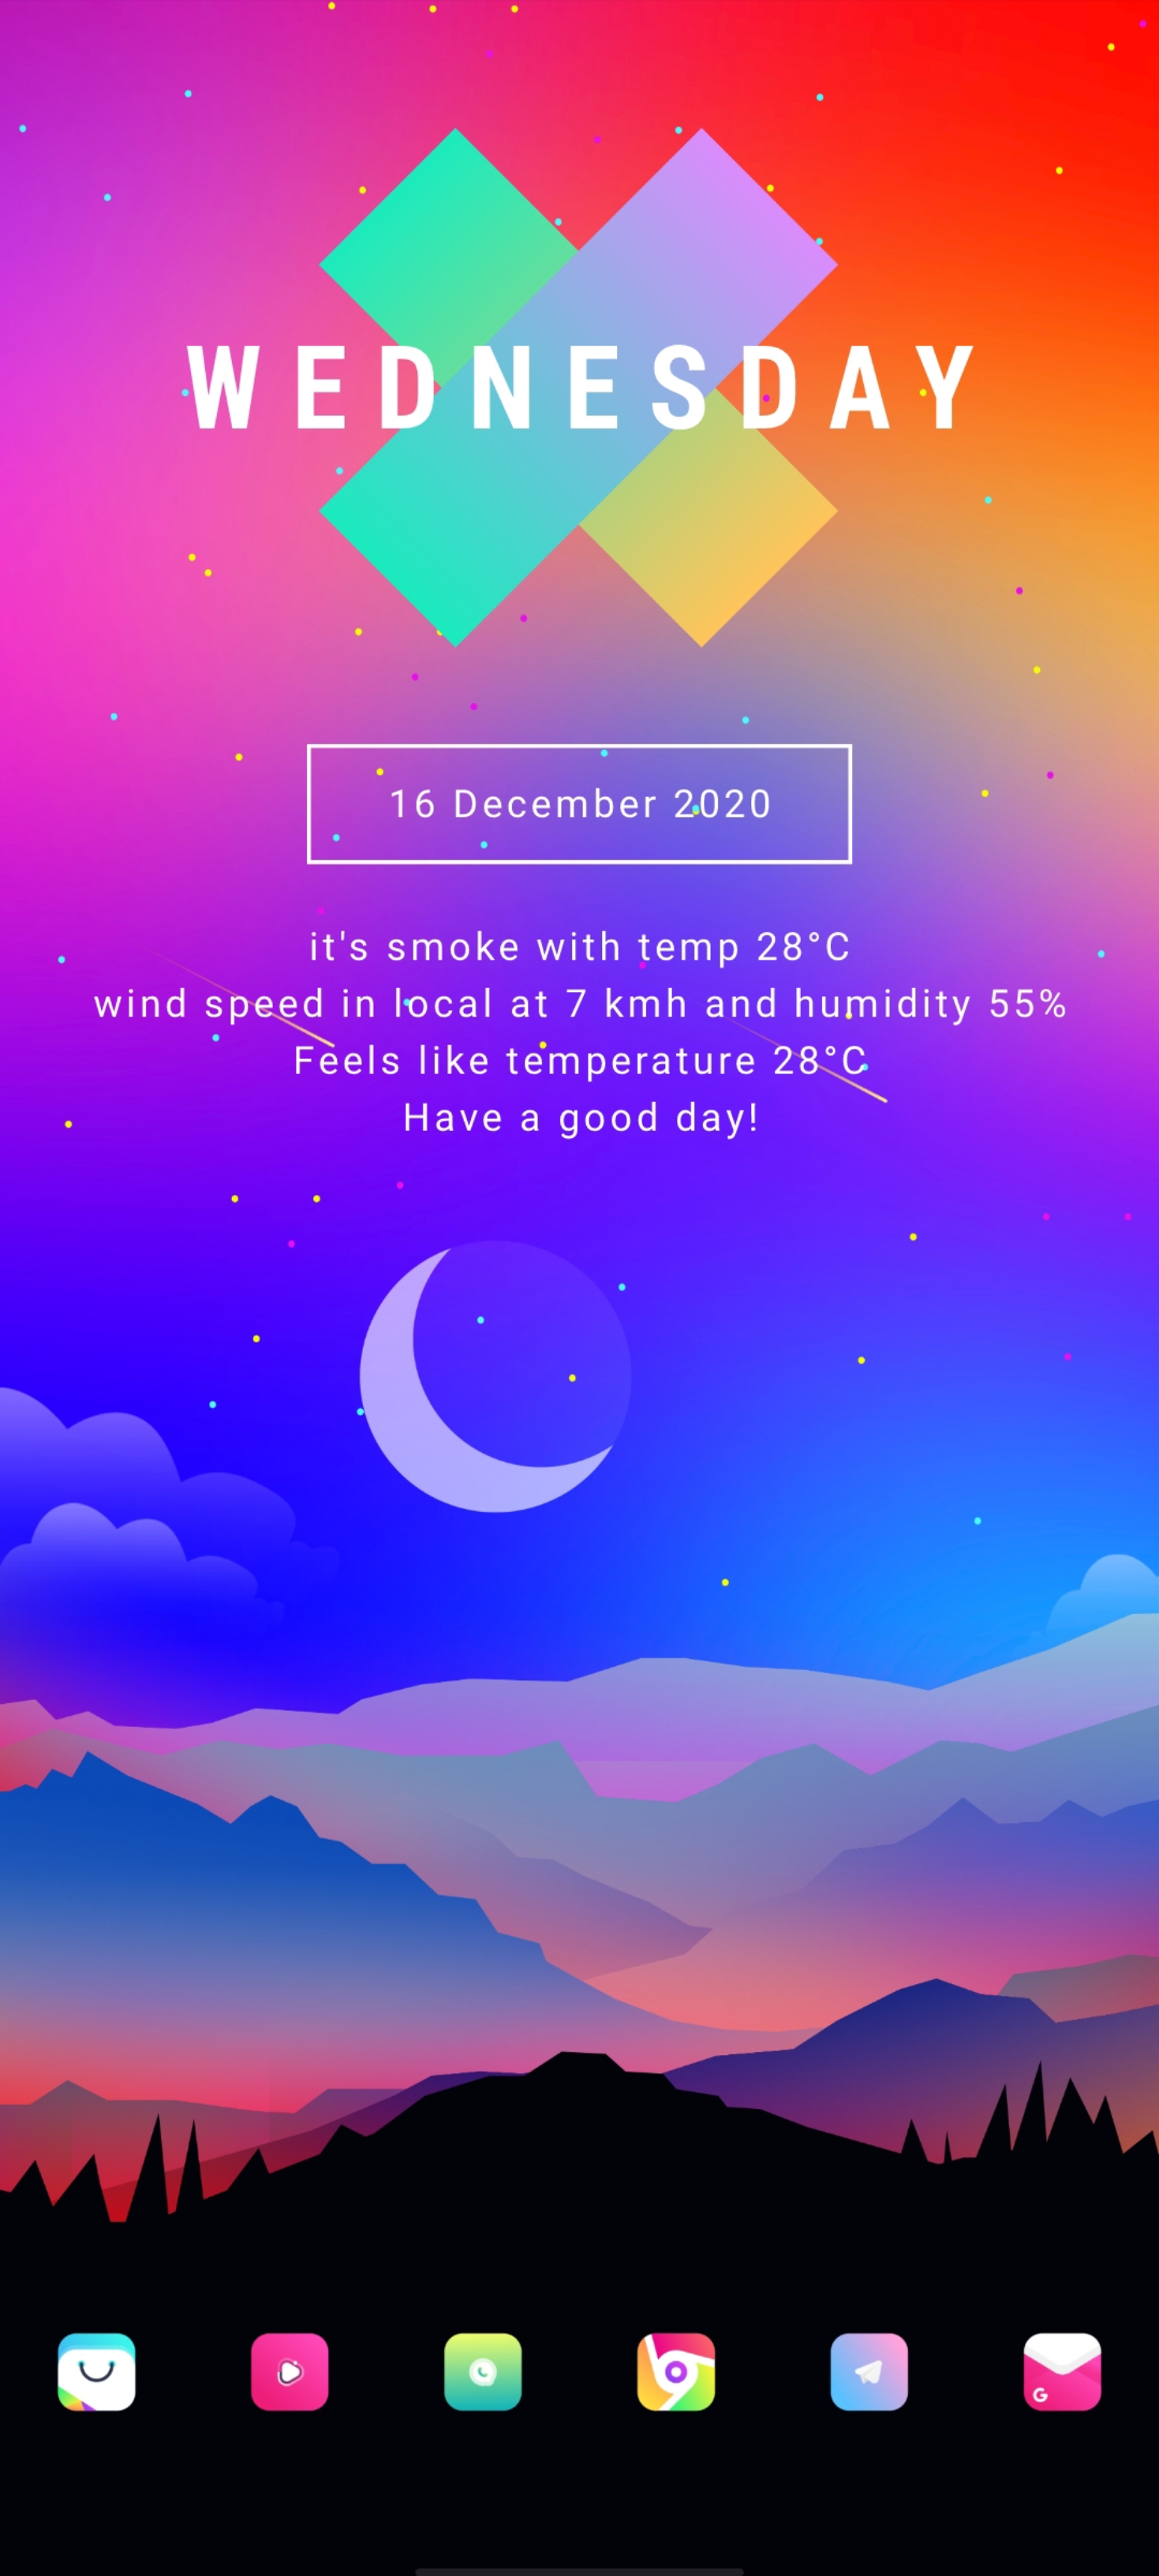 WEDNESDAY
16 December 2020
it's smoke with temp 28°C
wind speed in local at 7 kmh and humidity 55%
Feels like temperature 28°C
Have a good day!
G